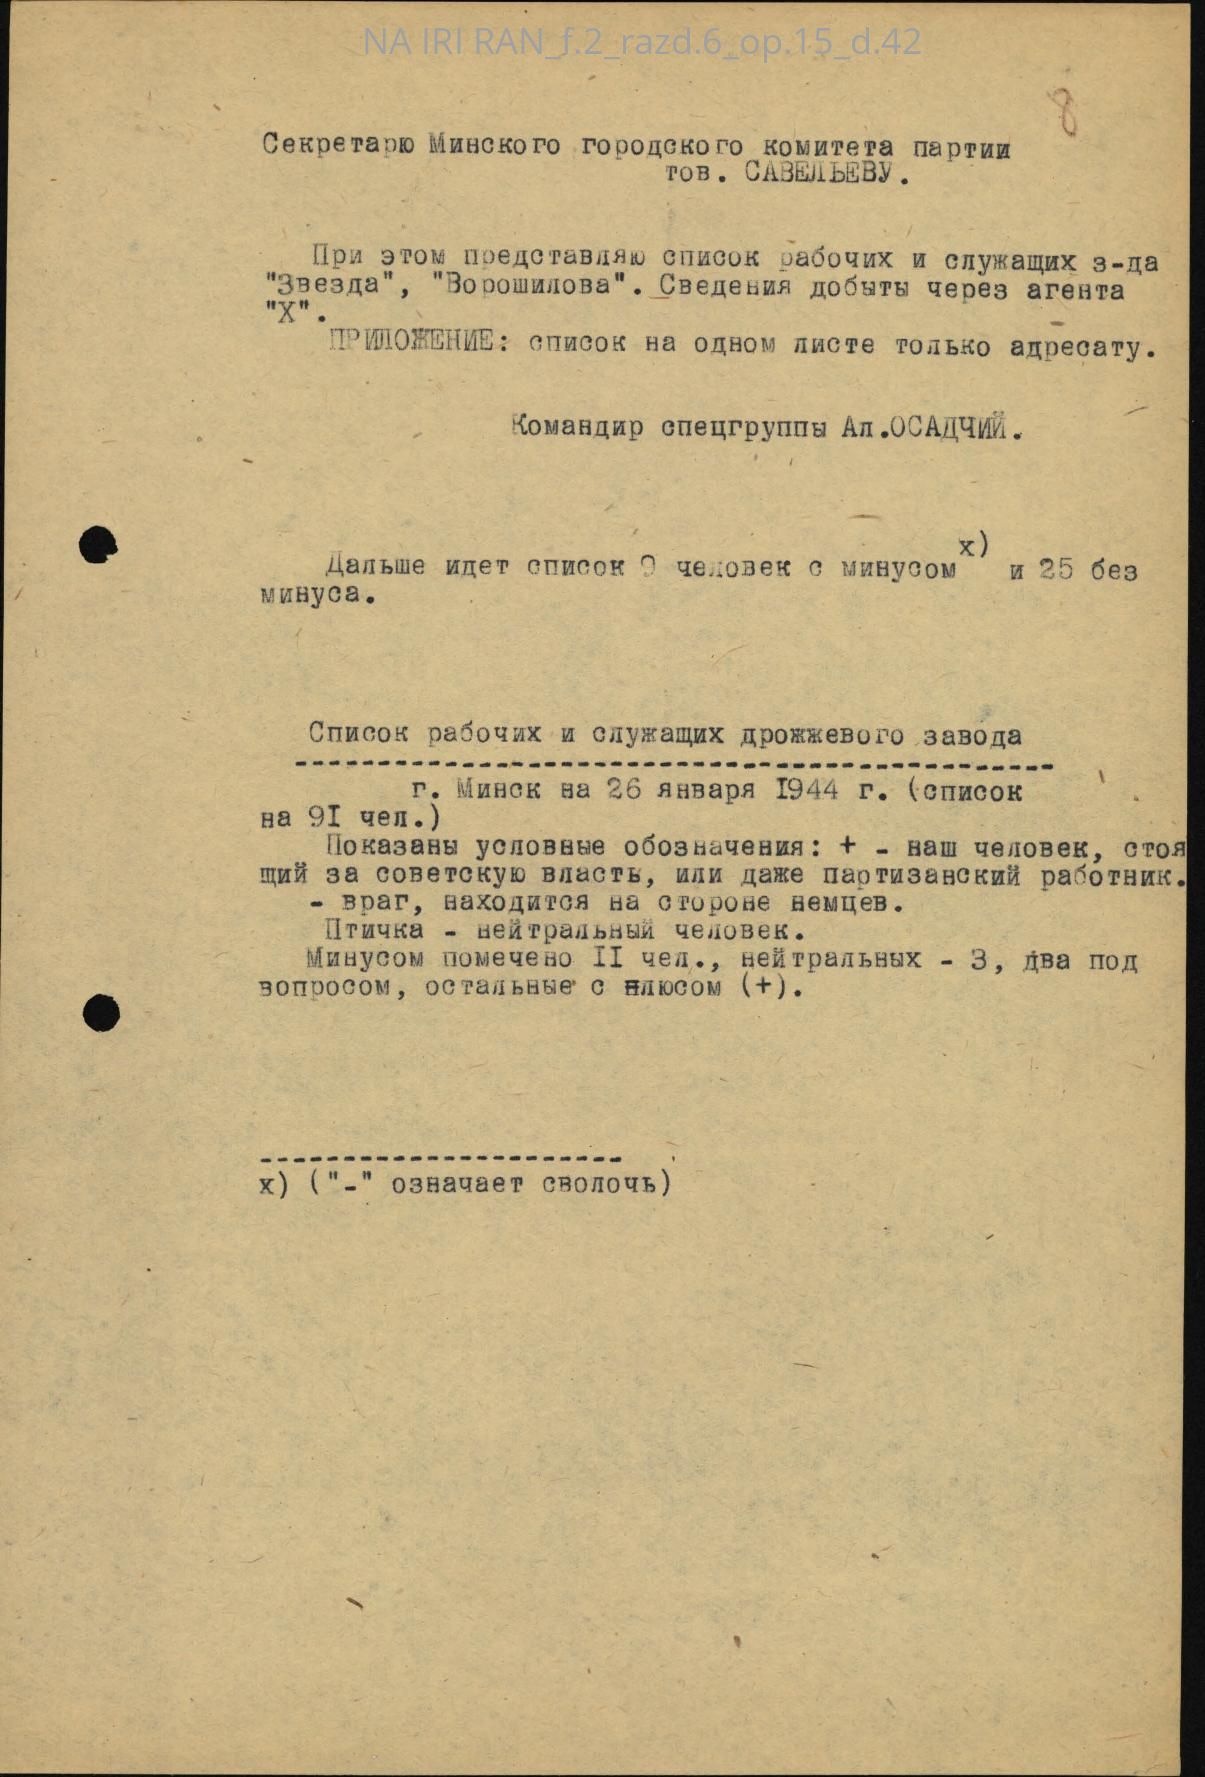 NA IRI RAN_f.2_razd.6_op.15_d.42
8
Секретарю Минского городского комитета партии
тов. САВЕЛЬЕВУ.
При этом представляю список рабочих и служащих з-да
"Звезда", "Ворошилова". Сведения добыты через агента
"Х".
ПРИЛОЖЕНИЕ: список на одном листе только адресату.
Командир спецгруппы Ал.ОСАДЧИЙ.
Дальше идет список 9 человек с минусом х) и 25 без
минуса.
Список рабочих и служащих дрожжевого завода
г. Минск на 26 января 1944 г. (список
на 91 чел.)
Показаны условные обозначения: + - наш человек, стоя
щий за советскую власть, или даже партизанский работник.
- враг, находится на стороне немцев.
Птичка - нейтральный человек.
Минусом помечено II чел., нейтральных - 3, два под
вопросом, остальные с плюсом (+).
х) ("-" означает сволочь)